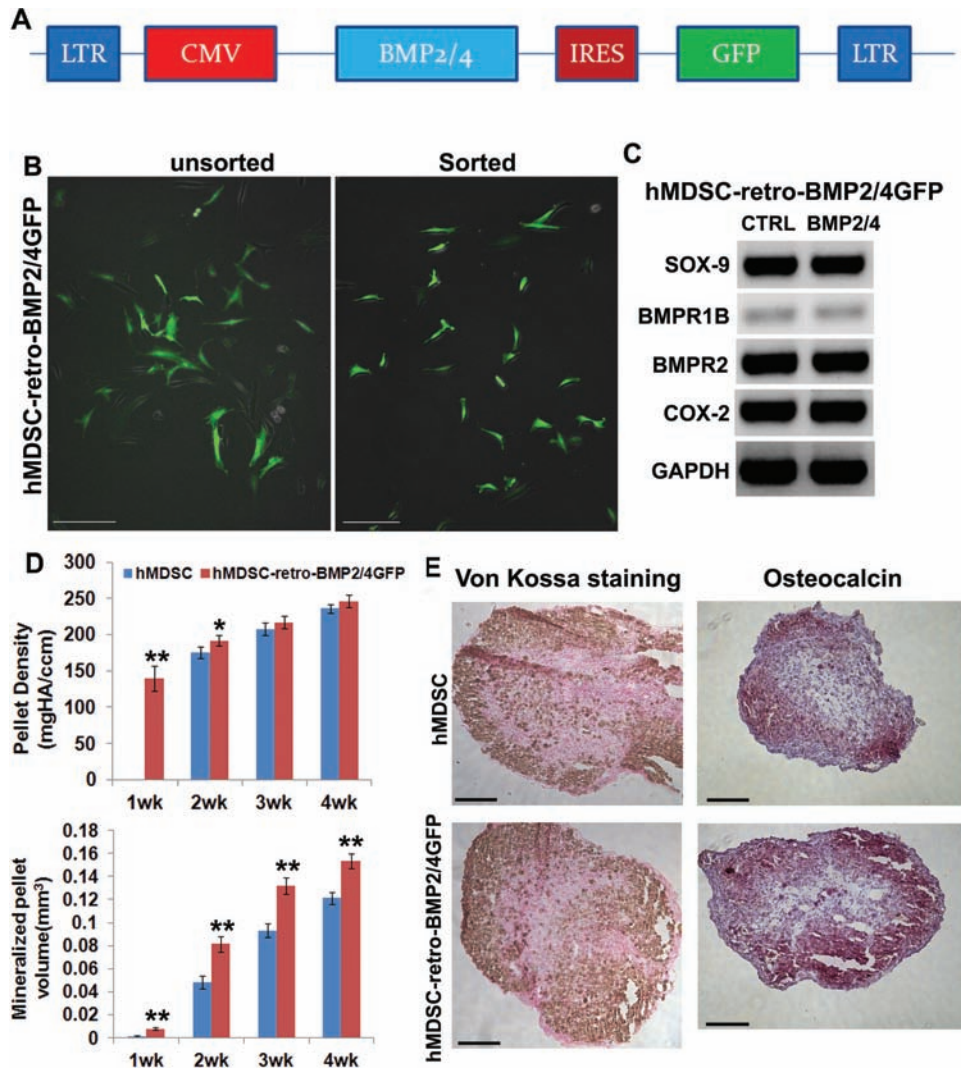 A
LTR CMV BMP2/4 IRES GFP LTR
B
unsorted Sorted
hMDSC-retro-BMP2/4GFP
C
hMDSC-retro-BMP2/4GFP
CTRL BMP2/4
SOX-9
BMPR1B
BMPR2
COX-2
GAPDH
D
hMDSC hMDSC-retro-BMP2/4GFP
Pellet Density
(mgHA/ccm)
300
250
200
150
100
50
0
** *
1wk 2wk 3wk 4wk
Mineralized pellet
volume(mm³)
0.18
0.16
0.14
0.12
0.1
0.08
0.06
0.04
0.02
0
** ** ** **
1wk 2wk 3wk 4wk
E
Von Kossa staining Osteocalcin
hMDSC
hMDSC-retro-BMP2/4GFP